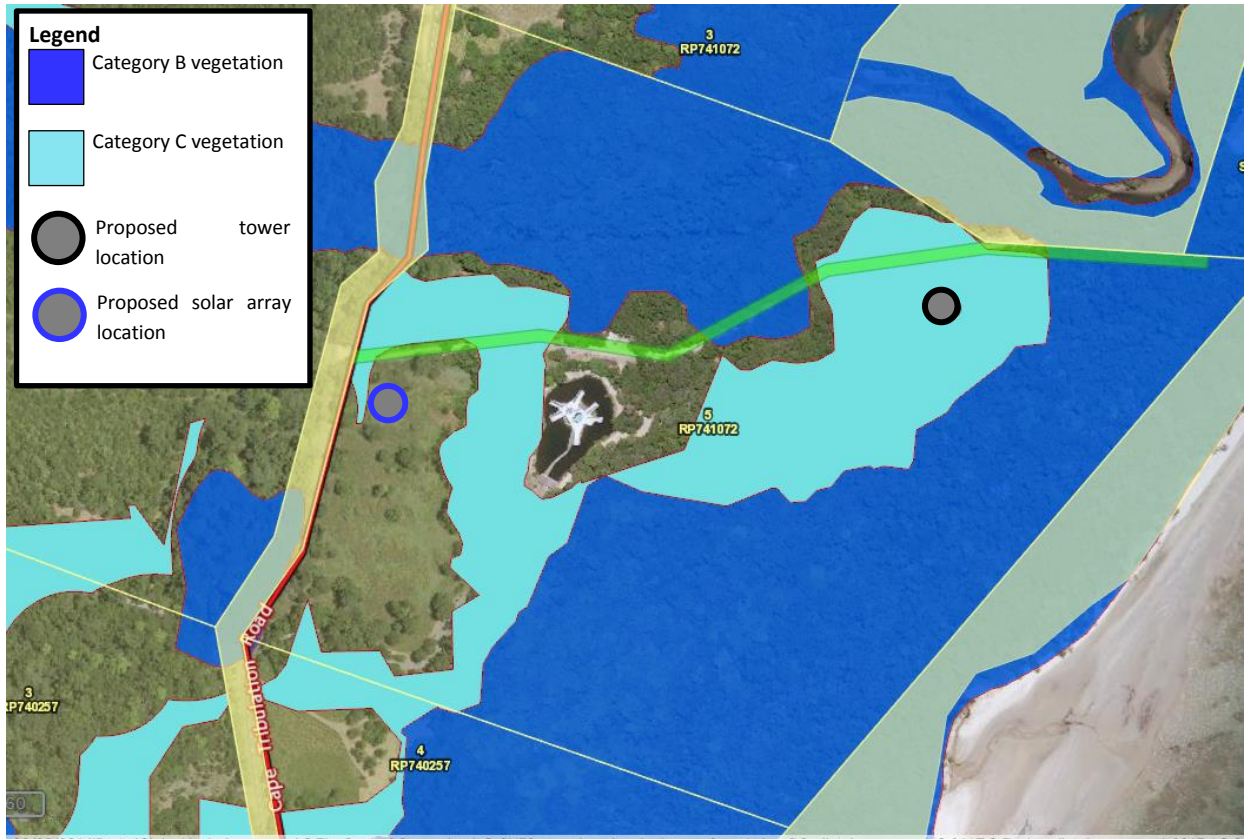 Legend
Category B vegetation
Category C vegetation
Proposed tower
location
Proposed solar array
location
3
RP741072
5
RP741072
3
RP740257
4
RP740257
Cape Tribulation Road
60